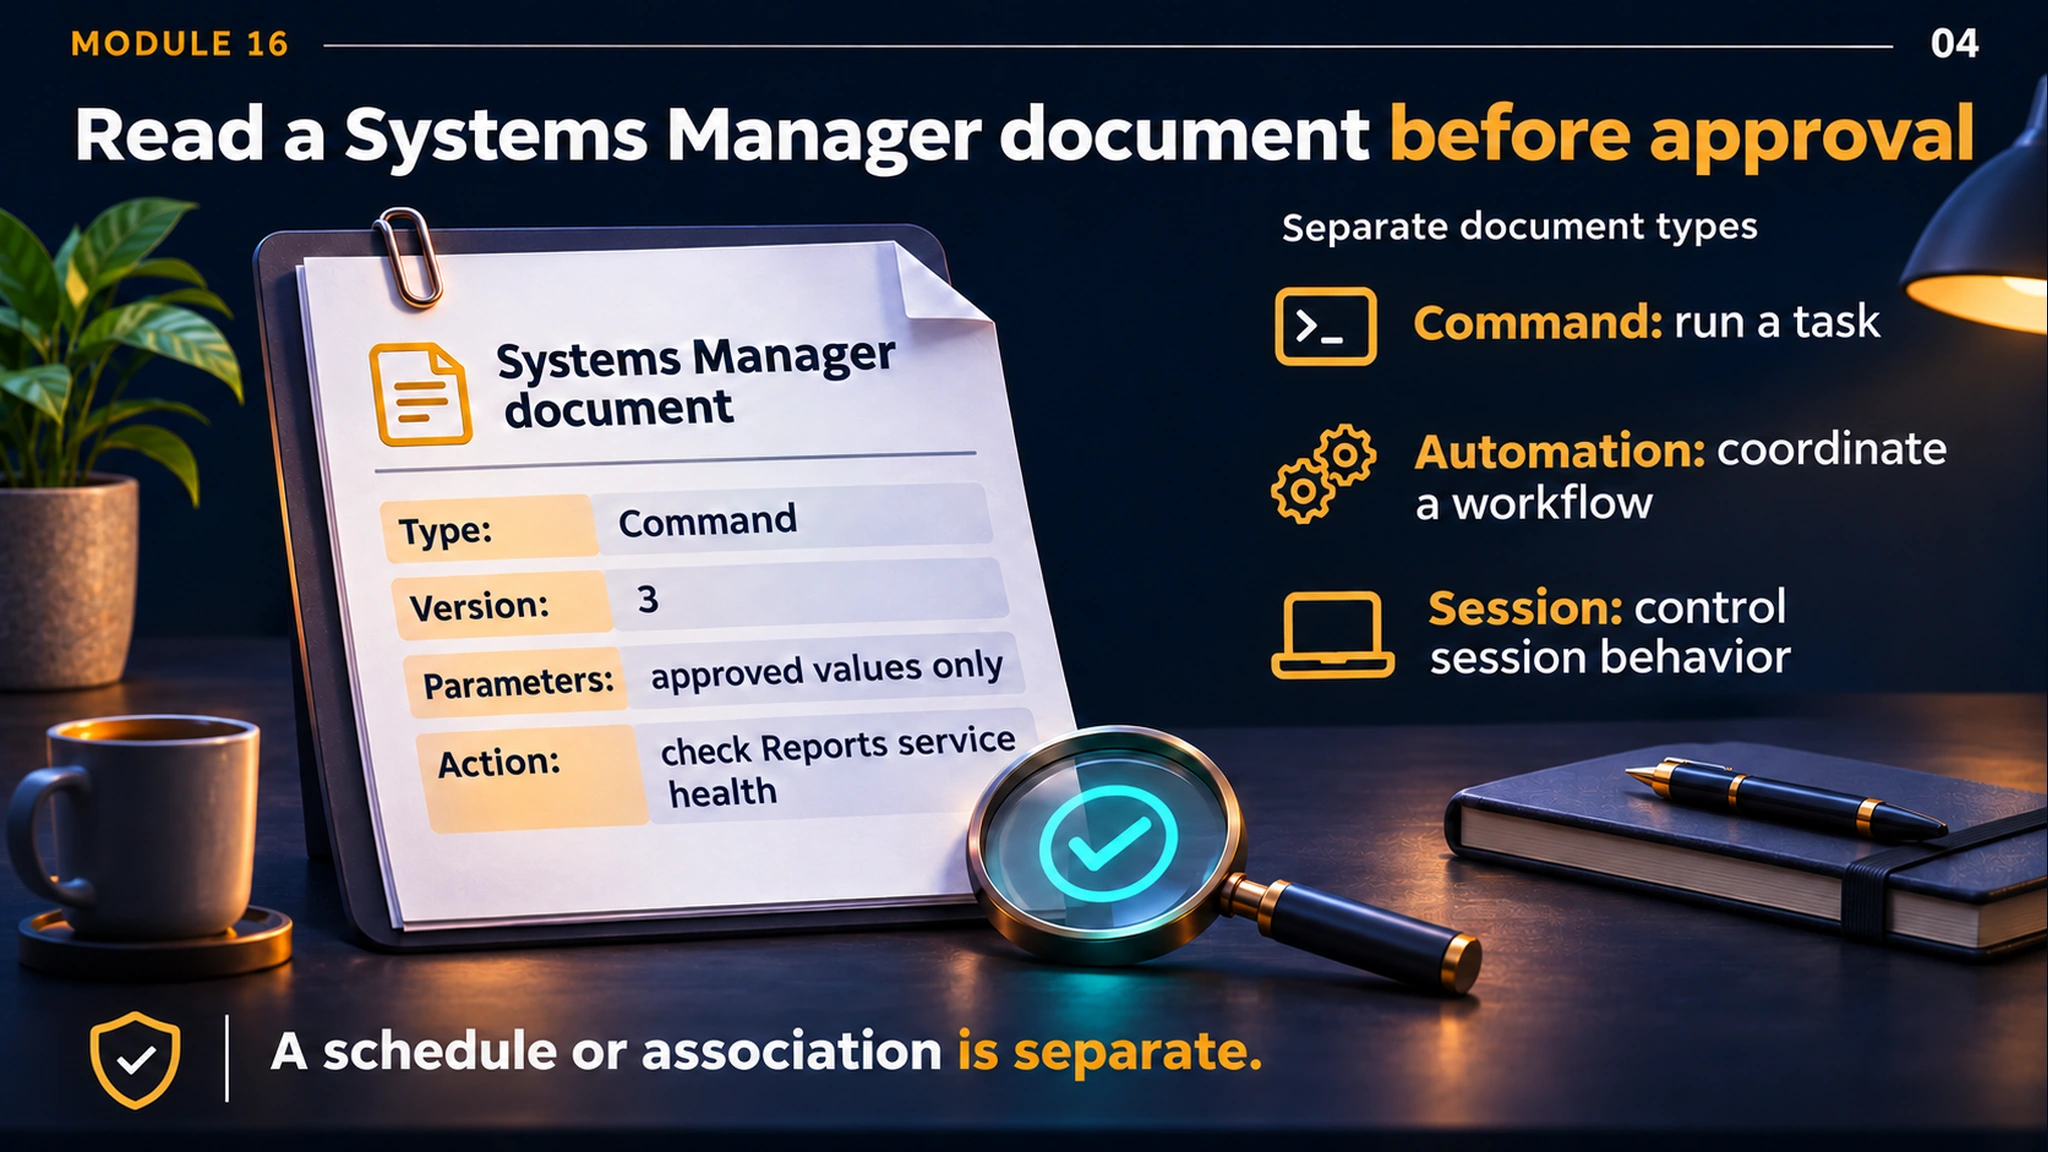 MODULE 16
04
Read a Systems Manager document before approval
Systems Manager
document
Type: Command
Version: 3
Parameters: approved values only
Action: check Reports service
health
Separate document types
Command: run a task
Automation: coordinate
a workflow
Session: control
session behavior
A schedule or association is separate.